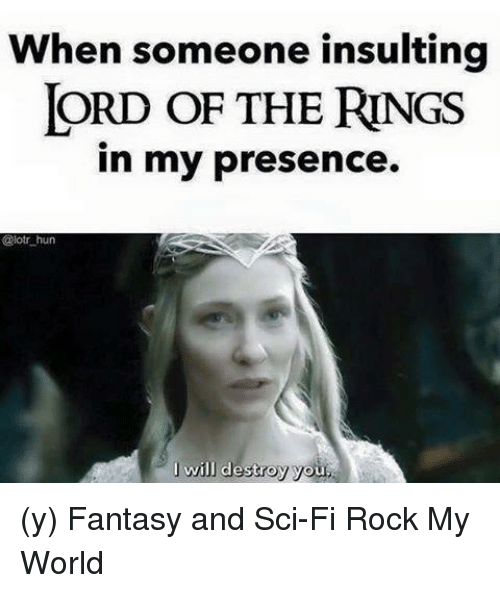 When someone insulting
LORD OF THE RINGS
in my presence.
@lotr_hun
I will destroy you.
(y) Fantasy and Sci-Fi Rock My
World